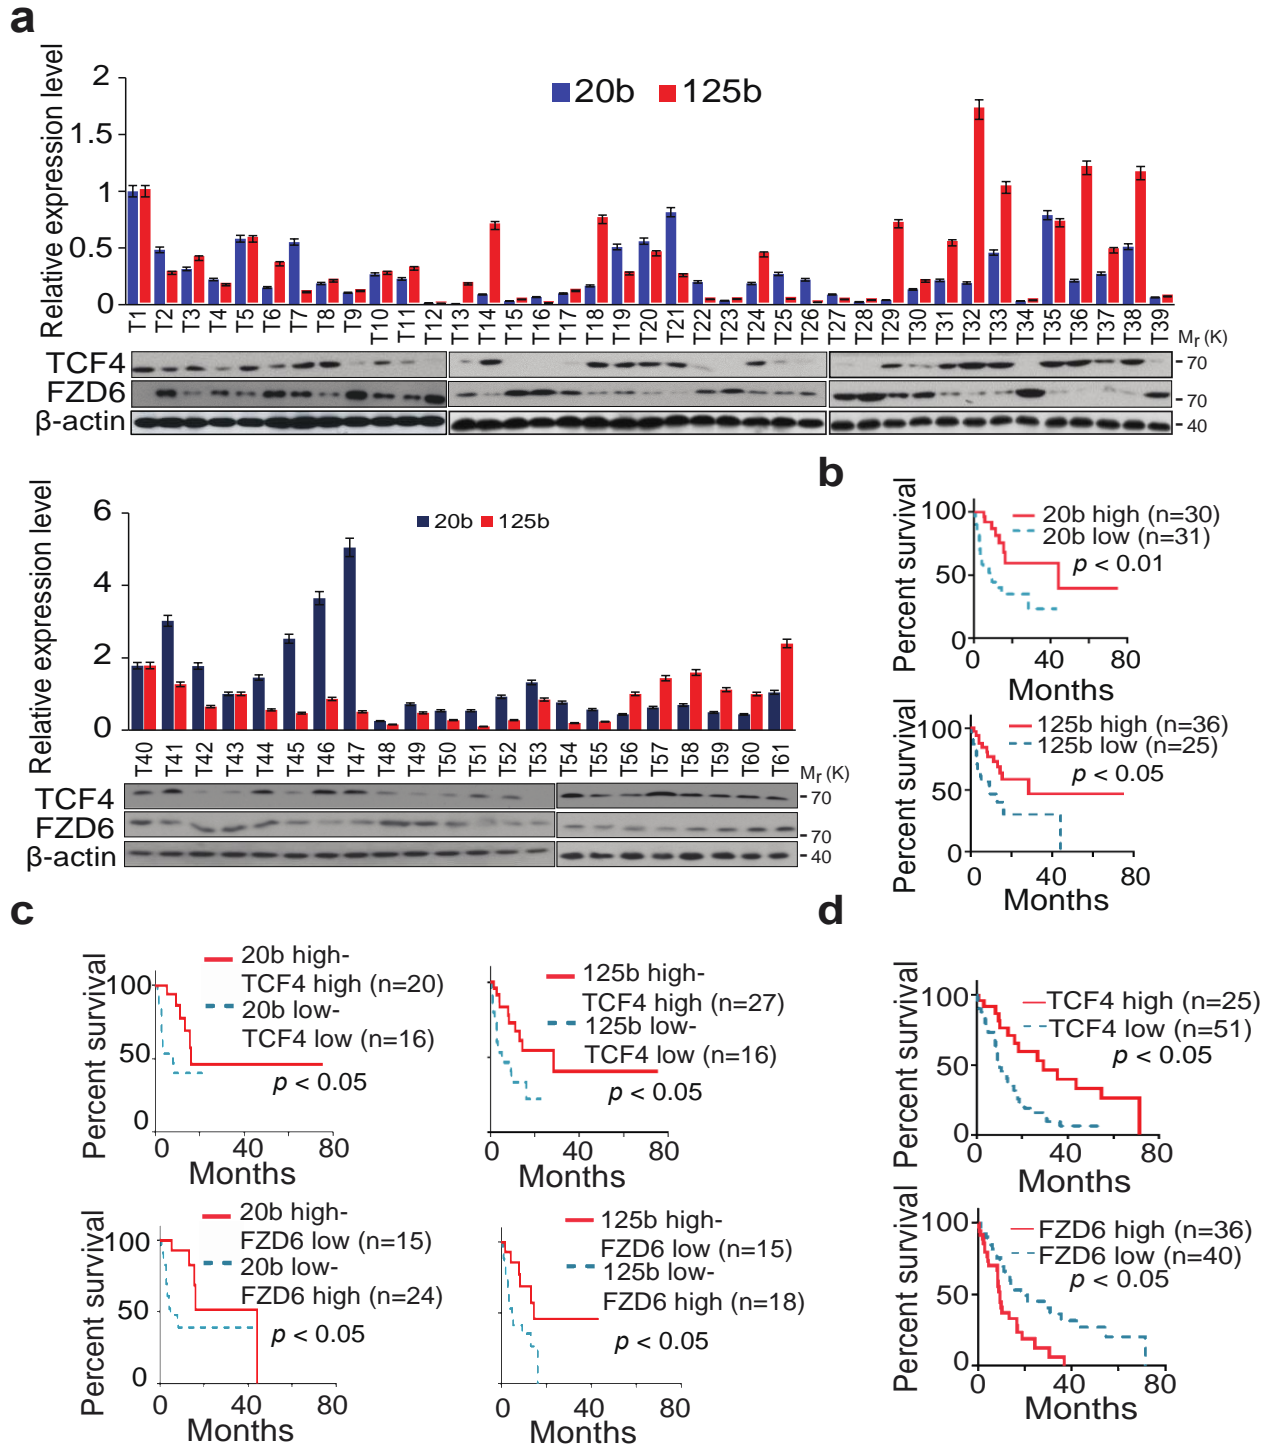 a
Relative expression level
2
1.5
1
0.5
0
20b 125b
T1 T2 T3 T4 T5 T6 T7 T8 T9 T10 T11 T12 T13 T14 T15 T16 T17 T18 T19 T20 T21 T22 T23 T24 T25 T26 T27 T28 T29 T30 T31 T32 T33 T34 T35 T36 T37 T38 T39
Mr (K)
TCF4 70
FZD6 70
β-actin 40
Relative expression level
6
4
2
0
20b 125b
T40 T41 T42 T43 T44 T45 T46 T47 T48 T49 T50 T51 T52 T53 T54 T55 T56 T57 T58 T59 T60 T61
Mr (K)
TCF4 70
FZD6 70
β-actin 40
b
Percent survival
100
50
0
20b high (n=30)
20b low (n=31)
p < 0.01
0 40 80
Months
Percent survival
100
50
0
125b high (n=36)
125b low (n=25)
p < 0.05
0 40 80
Months
c
Percent survival
100
50
0
20b high-
TCF4 high (n=20)
20b low-
TCF4 low (n=16)
p < 0.05
0 40 80
Months
125b high-
TCF4 high (n=27)
125b low-
TCF4 low (n=16)
p < 0.05
0 40 80
Months
Percent survival
100
50
0
20b high-
FZD6 low (n=15)
20b low-
FZD6 high (n=24)
p < 0.05
0 40 80
Months
125b high-
FZD6 low (n=15)
125b low-
FZD6 high (n=18)
p < 0.05
0 40 80
Months
d
Percent survival
100
50
0
TCF4 high (n=25)
TCF4 low (n=51)
p < 0.05
0 40 80
Months
Percent survival
100
50
0
FZD6 high (n=36)
FZD6 low (n=40)
p < 0.05
0 40 80
Months